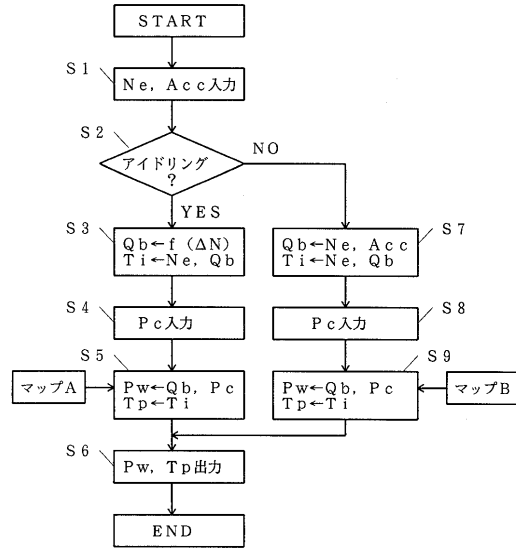 START
S1
Ne, Acc入力
S2
アイドリング
?
NO
YES
S3
Qb←f(ΔN)
Ti←Ne, Qb
S7
Qb←Ne, Acc
Ti←Ne, Qb
S4
Pc入力
S8
Pc入力
S5
マップA
Pw←Qb, Pc
Tp←Ti
S9
Pw←Qb, Pc
Tp←Ti
マップB
S6
Pw, Tp出力
END